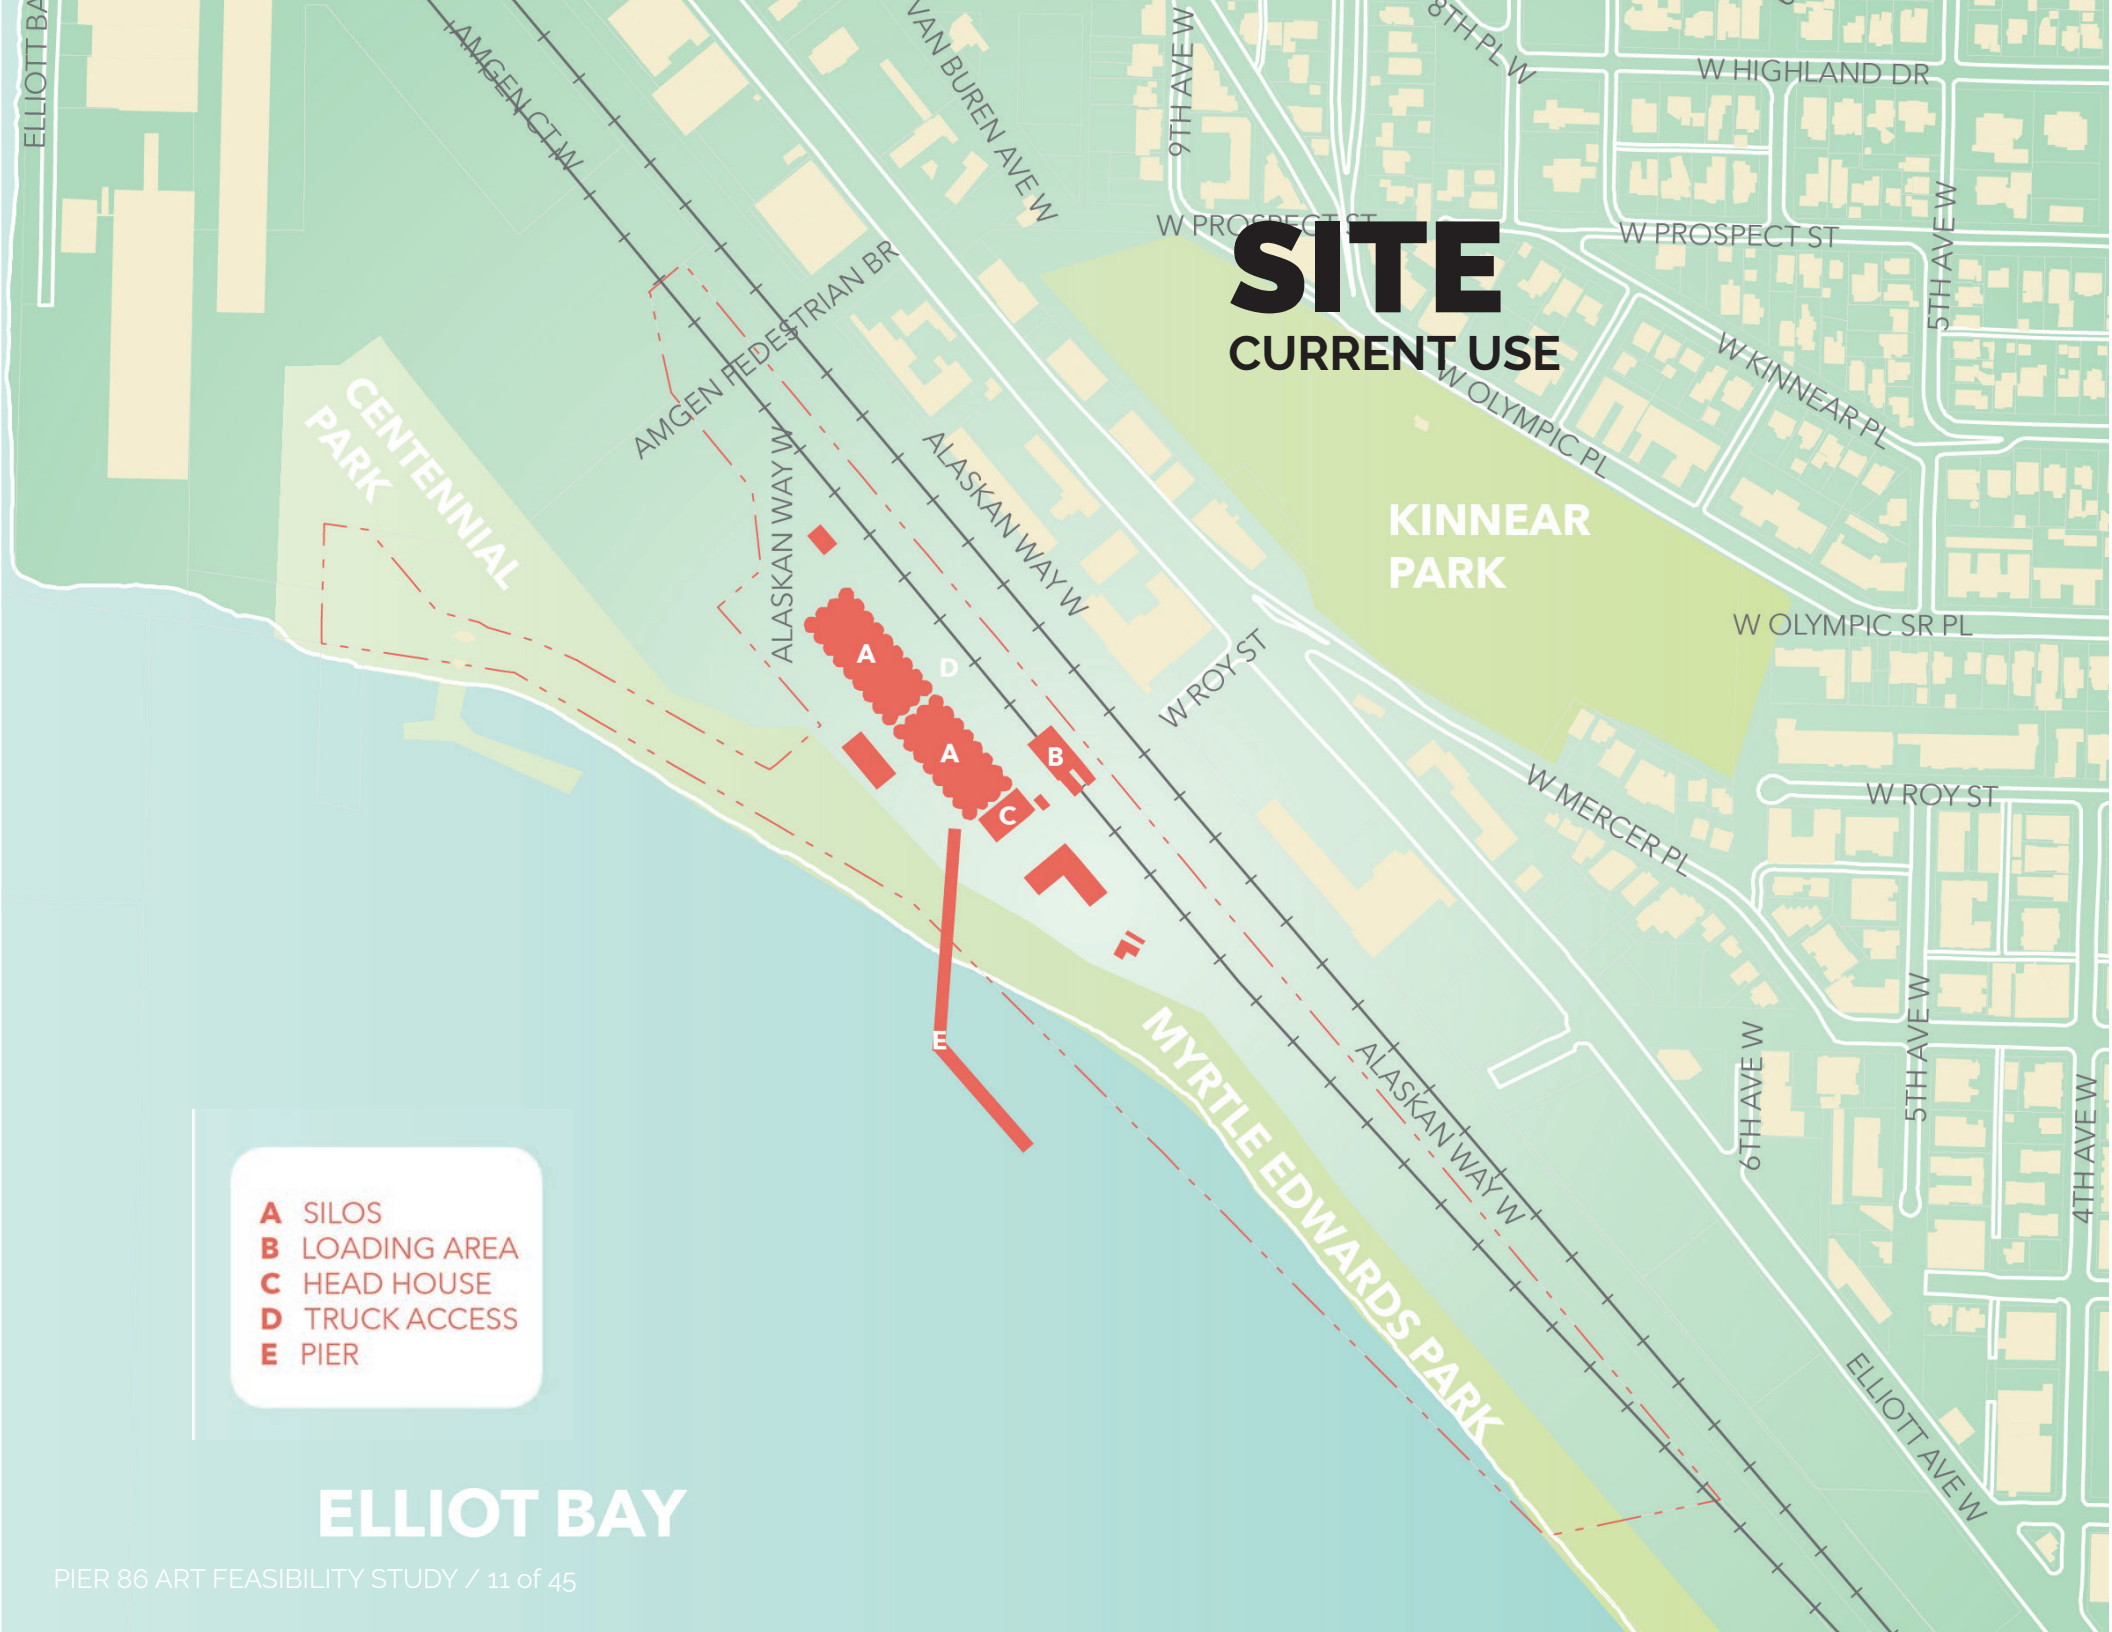 ELLIOTT BA
AMGEN CT W
VAN BUREN AVE W
9TH AVE W
8TH PL W
W HIGHLAND DR
W PROSPECT ST
W PROSPECT ST
5TH AVE W
SITE
CURRENT USE
AMGEN PEDESTRIAN BR
W KINNEAR PL
W OLYMPIC PL
CENTENNIAL
PARK
ALASKAN WAY W
ALASKAN WAY W
KINNEAR
PARK
W OLYMPIC SR PL
W ROY ST
A
D
A
B
C
W MERCER PL
W ROY ST
E
MYRTLE EDWARDS PARK
ALASKAN WAY W
6TH AVE W
5TH AVE W
4TH AVE W
A SILOS
B LOADING AREA
C HEAD HOUSE
D TRUCK ACCESS
E PIER
ELLIOTT AVE W
ELLIOT BAY
PIER 86 ART FEASIBILITY STUDY / 11 of 45